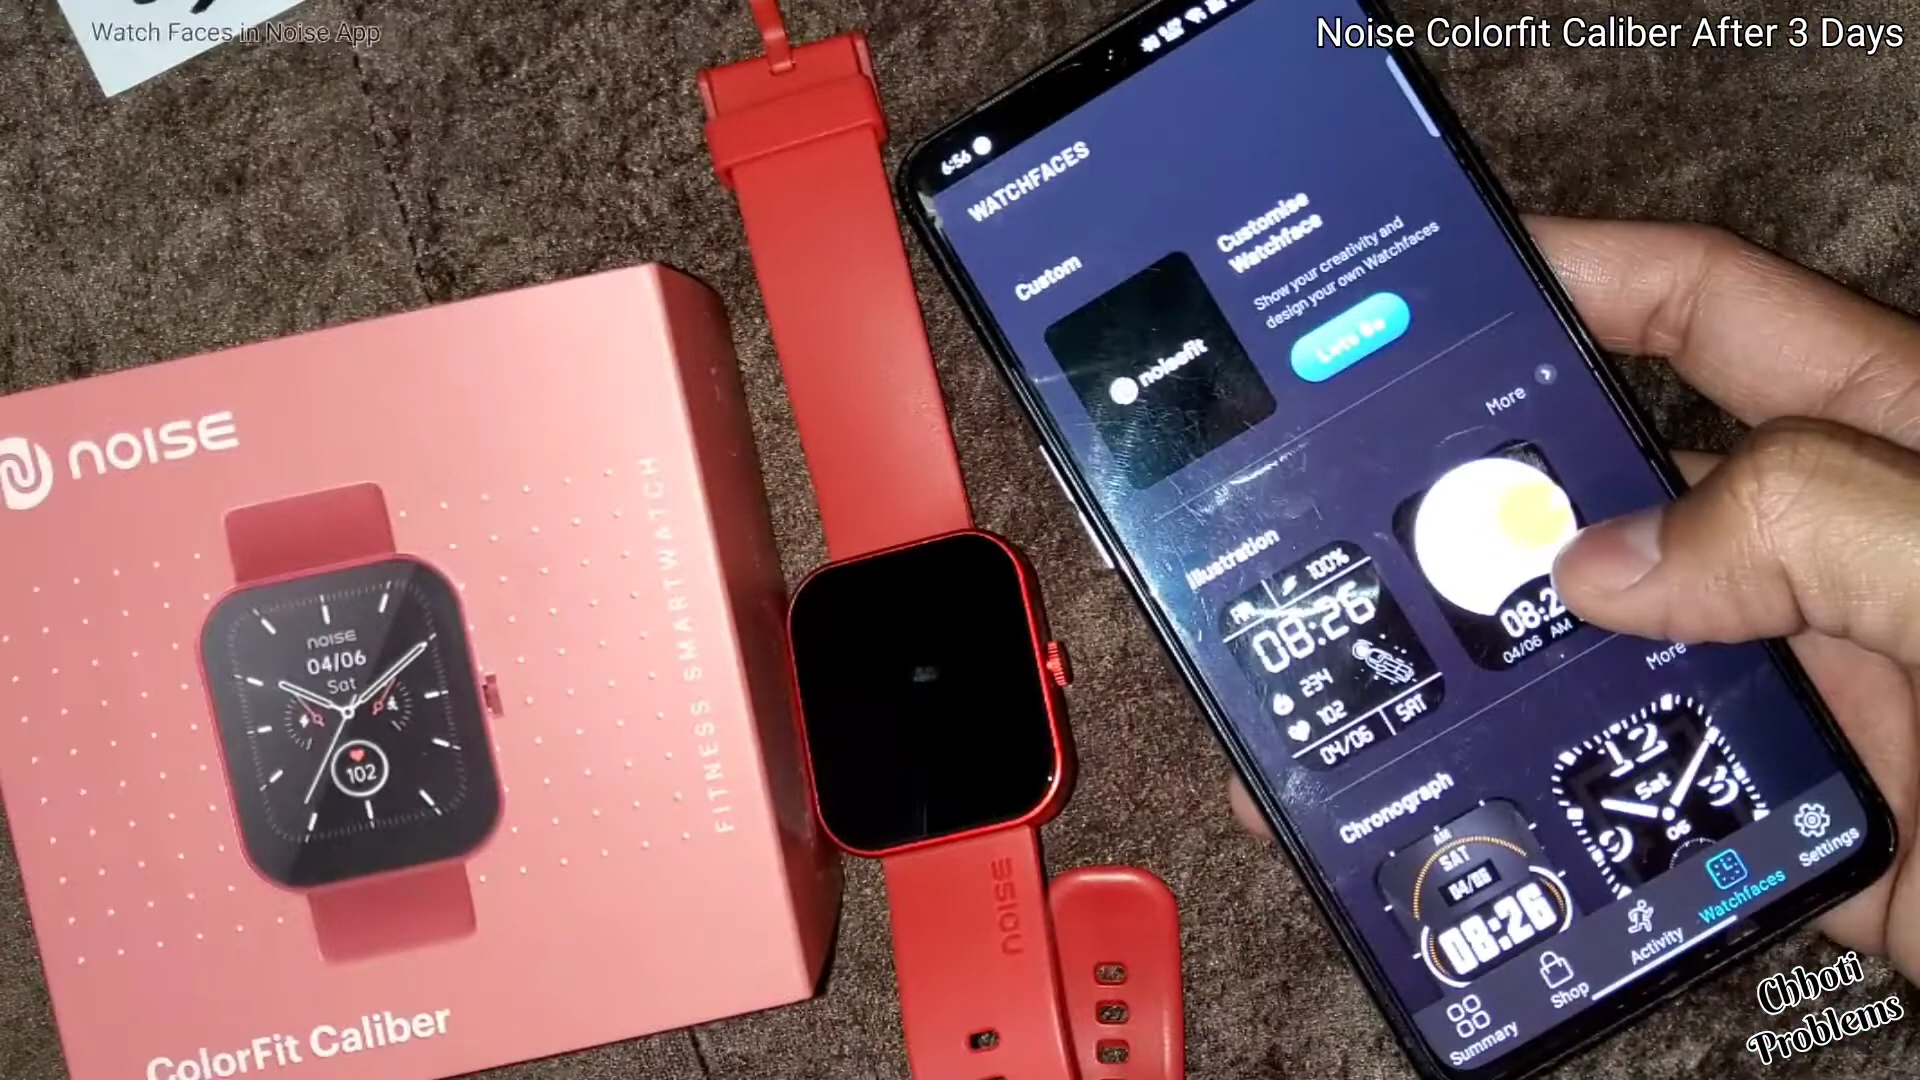 Watch Faces in Noise App
Noise Colorfit Caliber After 3 Days
6:56
WATCHFACES
Custom
noisefit
Customise
Watchface
Show your creativity and
design your own Watchfaces
Lets Go
More
Illustration
100%
08:26
234
102
04/06
SAT
08:2
04/06 AM
More
Chronograph
AM
SAT
04/06
08:26
12
Sat
3
9
06
Summary
Shop
Activity
Watchfaces
Settings
NOISE
NOISE
04/06
Sat
102
FITNESS SMARTWATCH
ColorFit Caliber
NOISE
Chhoti
Problems